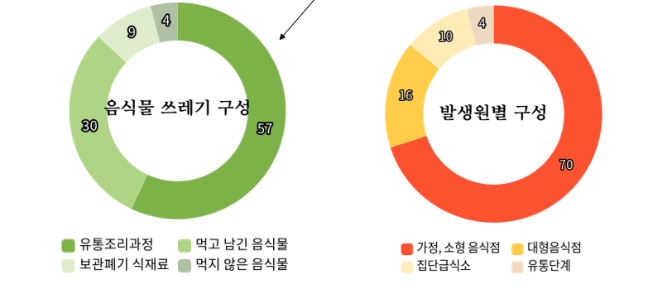 4
9
30
음식물 쓰레기 구성
57
유통조리과정
먹고 남긴 음식물
보관폐기 식재료
먹지 않은 음식물
4
10
16
발생원별 구성
70
가정, 소형 음식점
대형음식점
집단급식소
유통단계